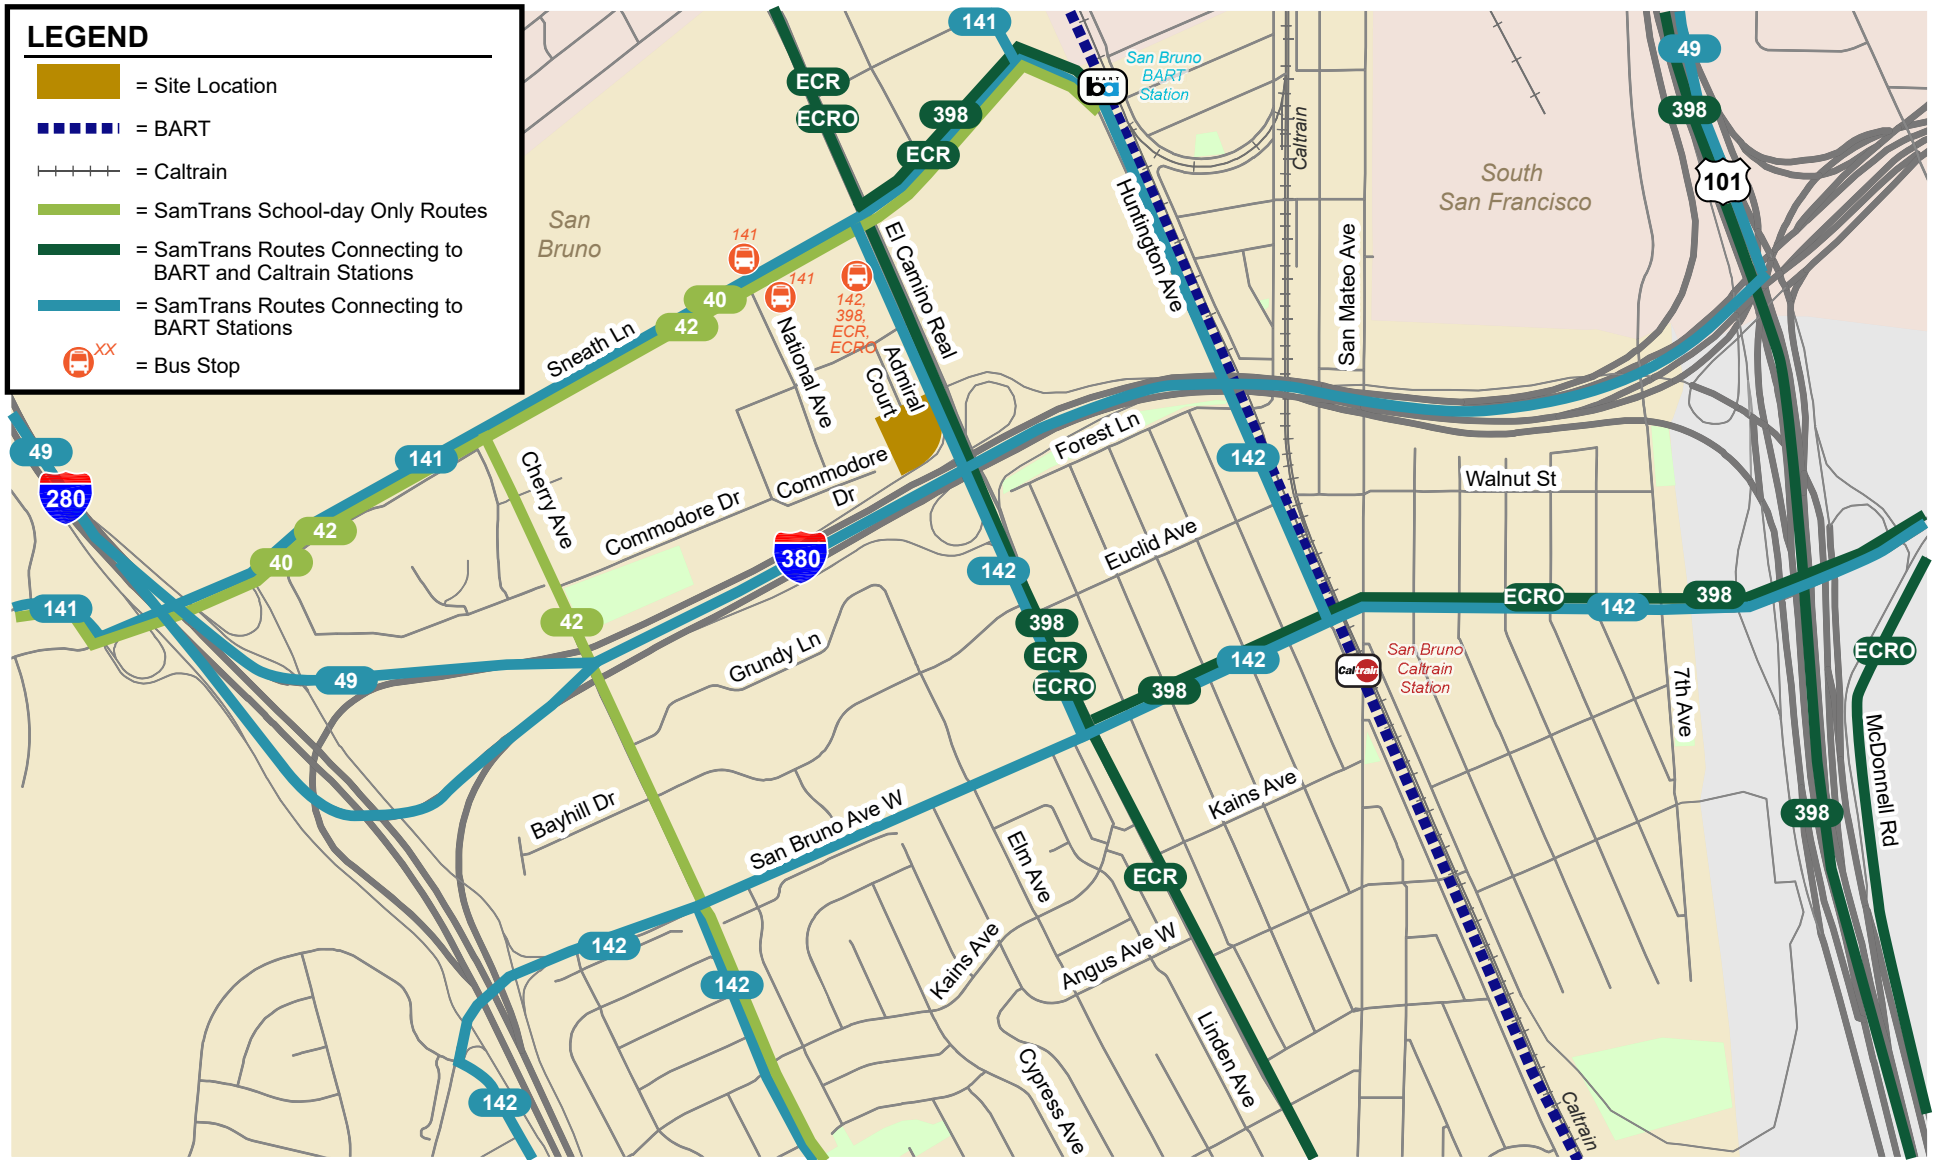 LEGEND
= Site Location
= BART
= Caltrain
= SamTrans School-day Only Routes
= SamTrans Routes Connecting to
BART and Caltrain Stations
= SamTrans Routes Connecting to
BART Stations
XX
= Bus Stop
141
49
ECR
ECRO
398
ECR
BART
ba
San Bruno
BART
Station
Caltrain
398
101
South
San Francisco
San
Bruno
141
141
142,
398,
ECR,
ECRO
40
42
Sneath Ln
National Ave
Admiral
Court
El Camino Real
Huntington Ave
San Mateo Ave
49
280
141
42
40
141
Cherry Ave
Commodore Dr
Commodore
Dr
380
Forest Ln
142
Walnut St
Euclid Ave
142
42
398
ECR
ECRO
142
398
ECRO
142
398
ECRO
49
Grundy Ln
San Bruno
Caltrain
Station
Caltrain
7th Ave
McDonnell Rd
Bayhill Dr
San Bruno Ave W
Kains Ave
398
Elm Ave
ECR
142
142
Kains Ave
Angus Ave W
Linden Ave
Cypress Ave
142
Caltrain